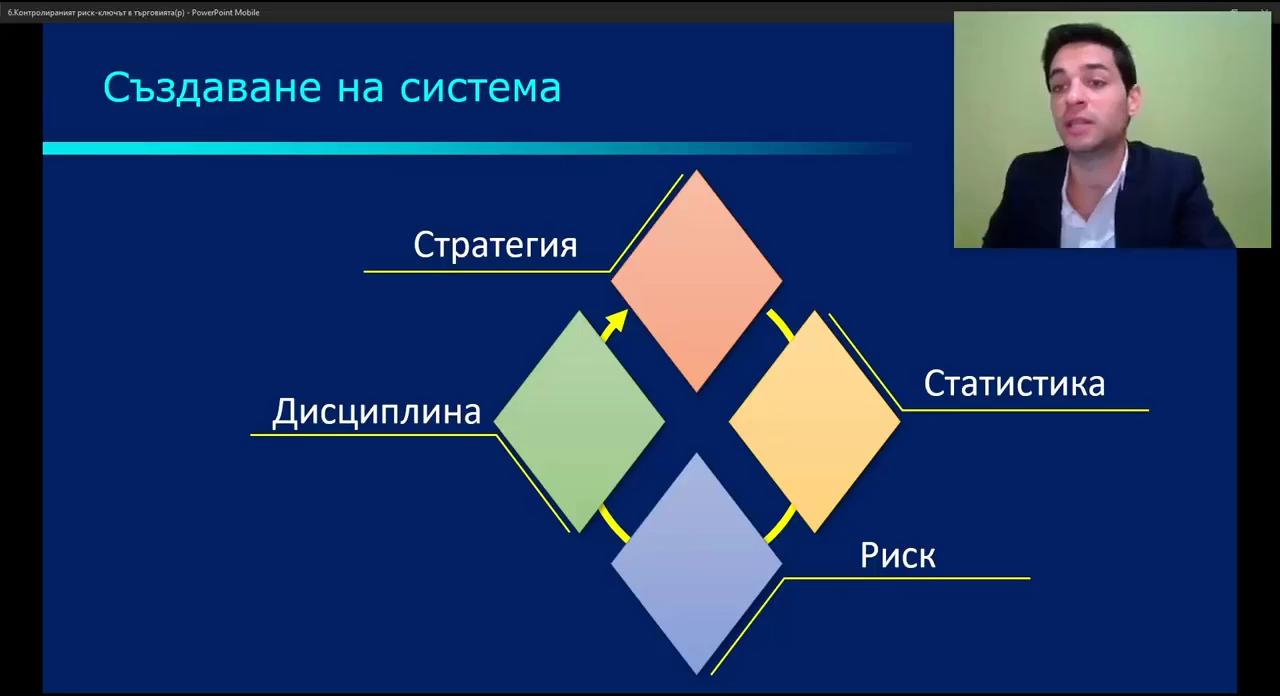 6.Контролираният риск-ключът в търговията(р) - PowerPoint Mobile
Създаване на система
Стратегия
Статистика
Дисциплина
Риск